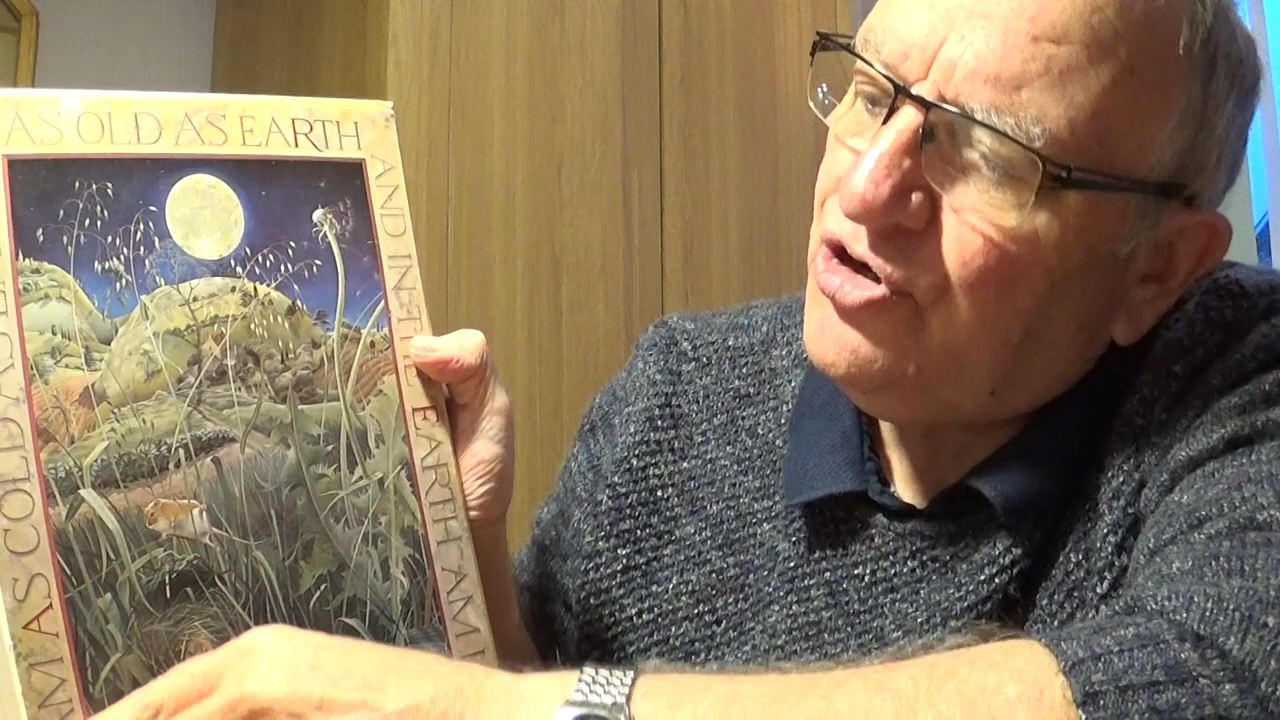 AS OLD AS EARTH
AND IN THE EARTH AM I
M AS COLD AS